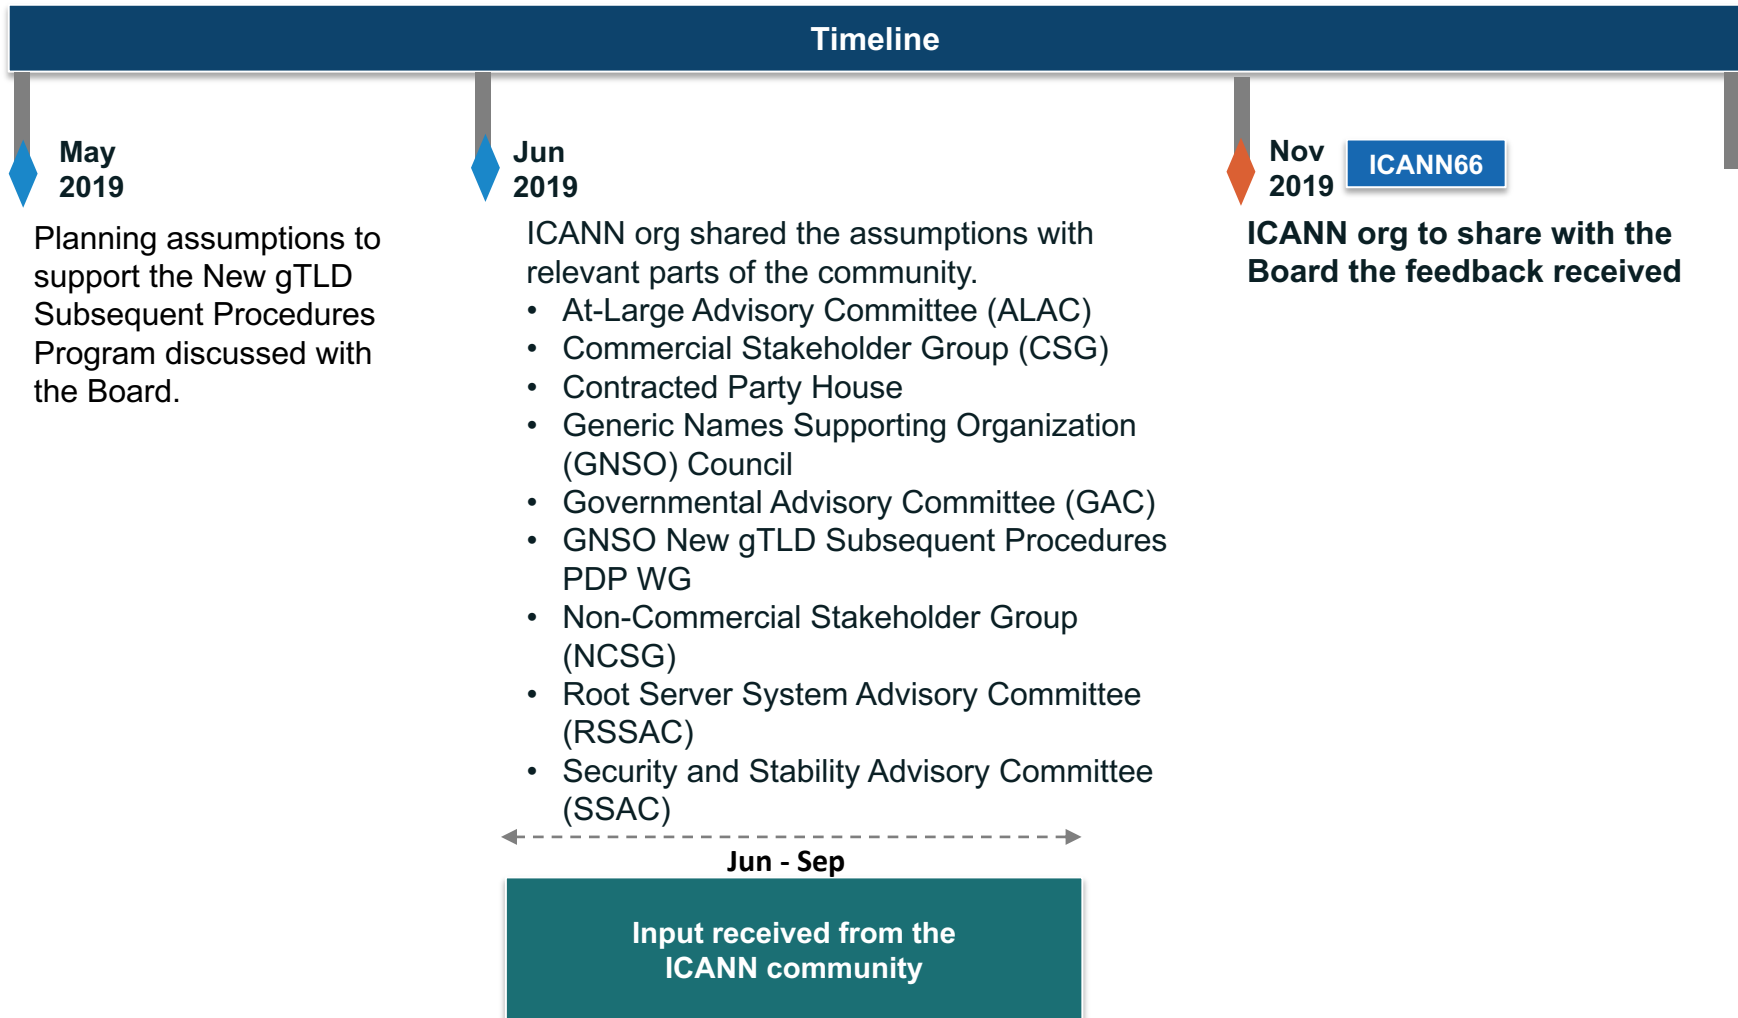 Timeline
May
2019
Planning assumptions to
support the New gTLD
Subsequent Procedures
Program discussed with
the Board.
Jun
2019
ICANN org shared the assumptions with
relevant parts of the community.
• At-Large Advisory Committee (ALAC)
• Commercial Stakeholder Group (CSG)
• Contracted Party House
• Generic Names Supporting Organization
(GNSO) Council
• Governmental Advisory Committee (GAC)
• GNSO New gTLD Subsequent Procedures
PDP WG
• Non-Commercial Stakeholder Group
(NCSG)
• Root Server System Advisory Committee
(RSSAC)
• Security and Stability Advisory Committee
(SSAC)
Jun - Sep
Input received from the
ICANN community
Nov
2019
ICANN66
ICANN org to share with the
Board the feedback received